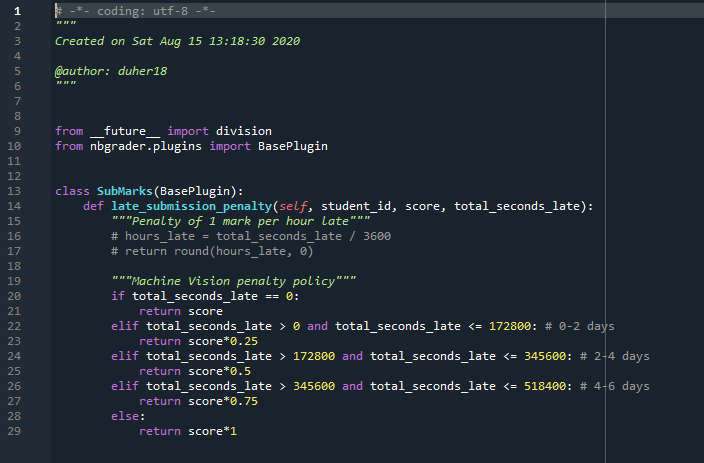 1 # -*- coding: utf-8 -*-
2 """
3 Created on Sat Aug 15 13:18:30 2020
4
5 @author: duher18
6 """
7
8
9 from __future__ import division
10 from nbgrader.plugins import BasePlugin
11
12
13 class SubMarks(BasePlugin):
14     def late_submission_penalty(self, student_id, score, total_seconds_late):
15         """Penalty of 1 mark per hour late"""
16         # hours_late = total_seconds_late / 3600
17         # return round(hours_late, 0)
18
19         """Machine Vision penalty policy"""
20         if total_seconds_late == 0:
21             return score
22         elif total_seconds_late > 0 and total_seconds_late <= 172800: # 0-2 days
23             return score*0.25
24         elif total_seconds_late > 172800 and total_seconds_late <= 345600: # 2-4 days
25             return score*0.5
26         elif total_seconds_late > 345600 and total_seconds_late <= 518400: # 4-6 days
27             return score*0.75
28         else:
29             return score*1